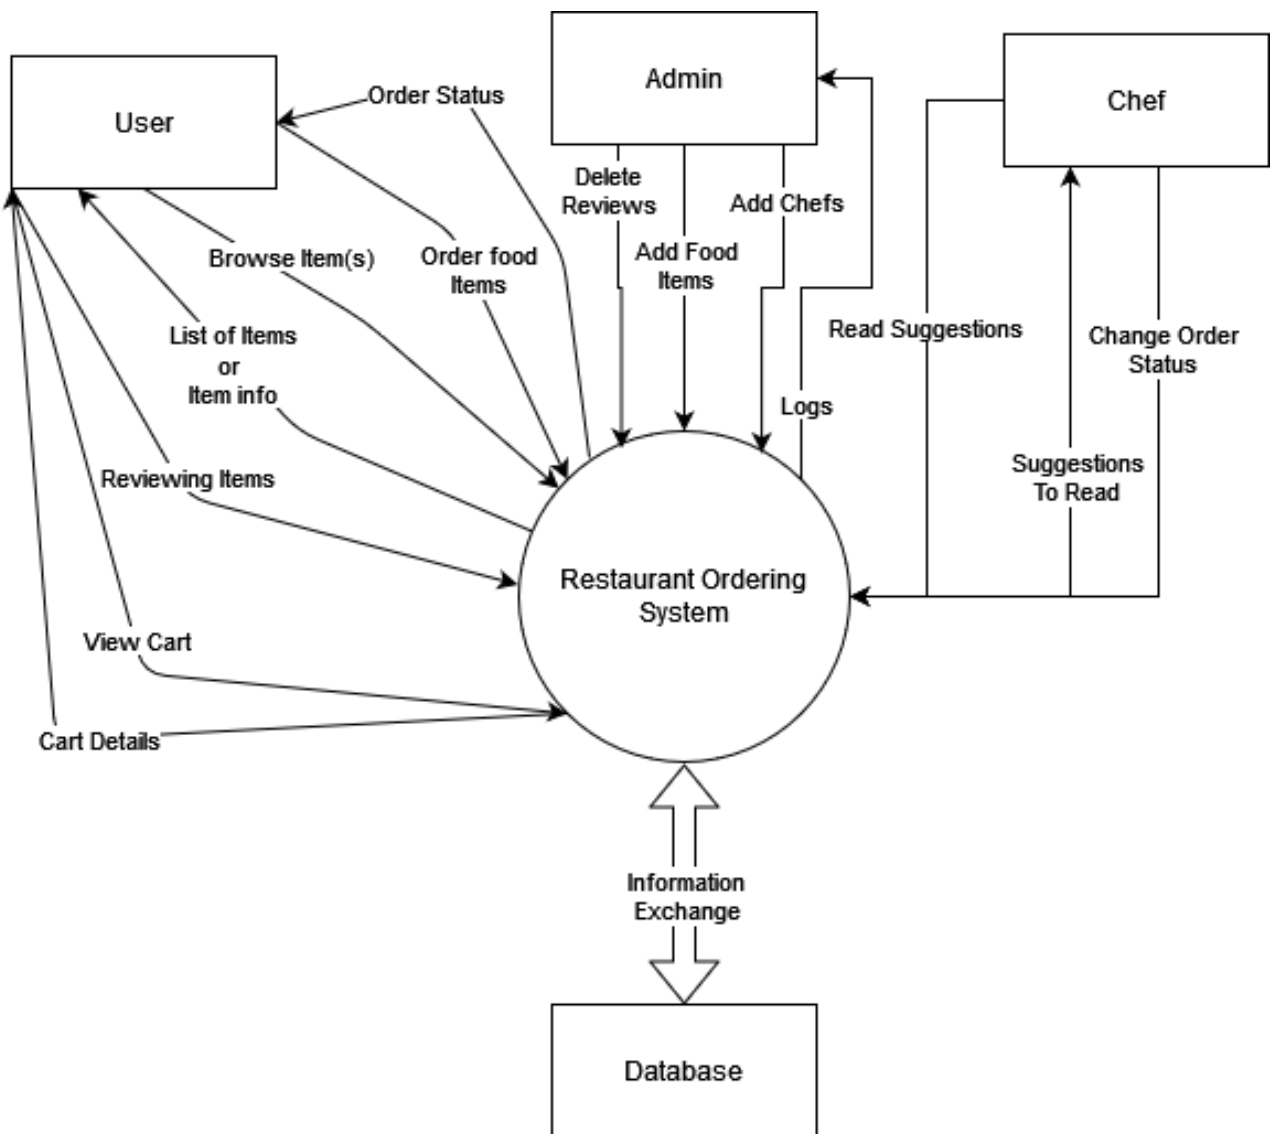 User
Order Status
Admin
Chef
Delete
Reviews
Add Chefs
Browse Item(s)
Order food
Items
Add Food
Items
List of Items
or
Item info
Read Suggestions
Change Order
Status
Logs
Reviewing Items
Suggestions
To Read
Restaurant Ordering
System
View Cart
Cart Details
Information
Exchange
Database